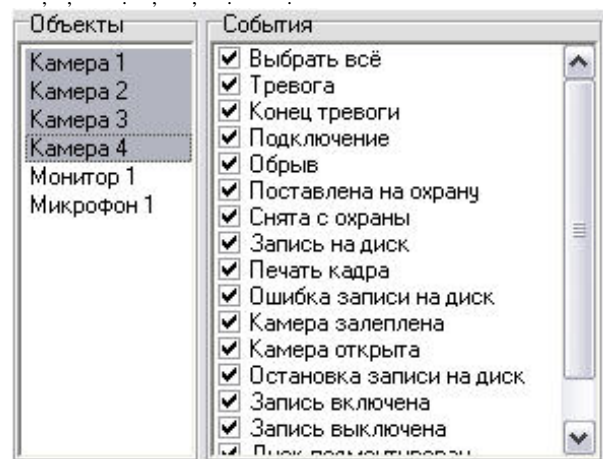 Объекты
Камера 1
Камера 2
Камера 3
Камера 4
Монитор 1
Микрофон 1
События
Выбрать всё
Тревога
Конец тревоги
Подключение
Обрыв
Поставлена на охрану
Снята с охраны
Запись на диск
Печать кадра
Ошибка записи на диск
Камера залеплена
Камера открыта
Остановка записи на диск
Запись включена
Запись выключена